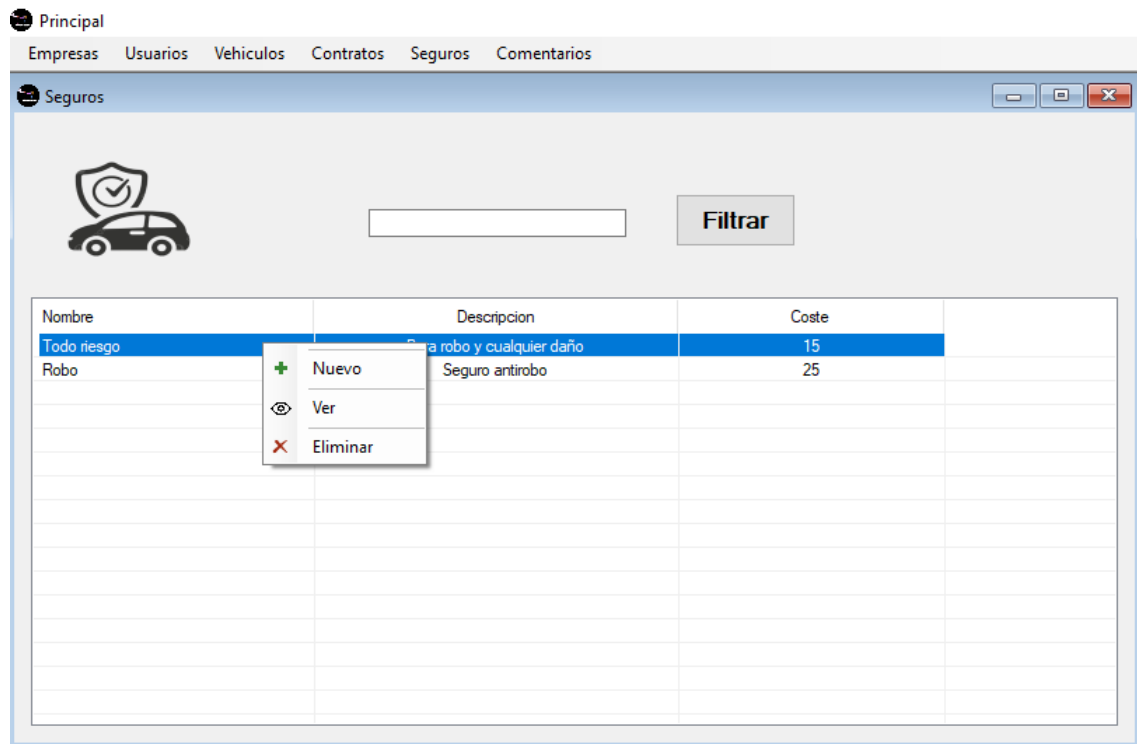 Principal
Empresas Usuarios Vehiculos Contratos Seguros Comentarios
Seguros
Filtrar
Nombre Descripcion Coste
Todo riesgo robo y cualquier daño 15
Robo Seguro antirobo 25
Nuevo
Ver
Eliminar